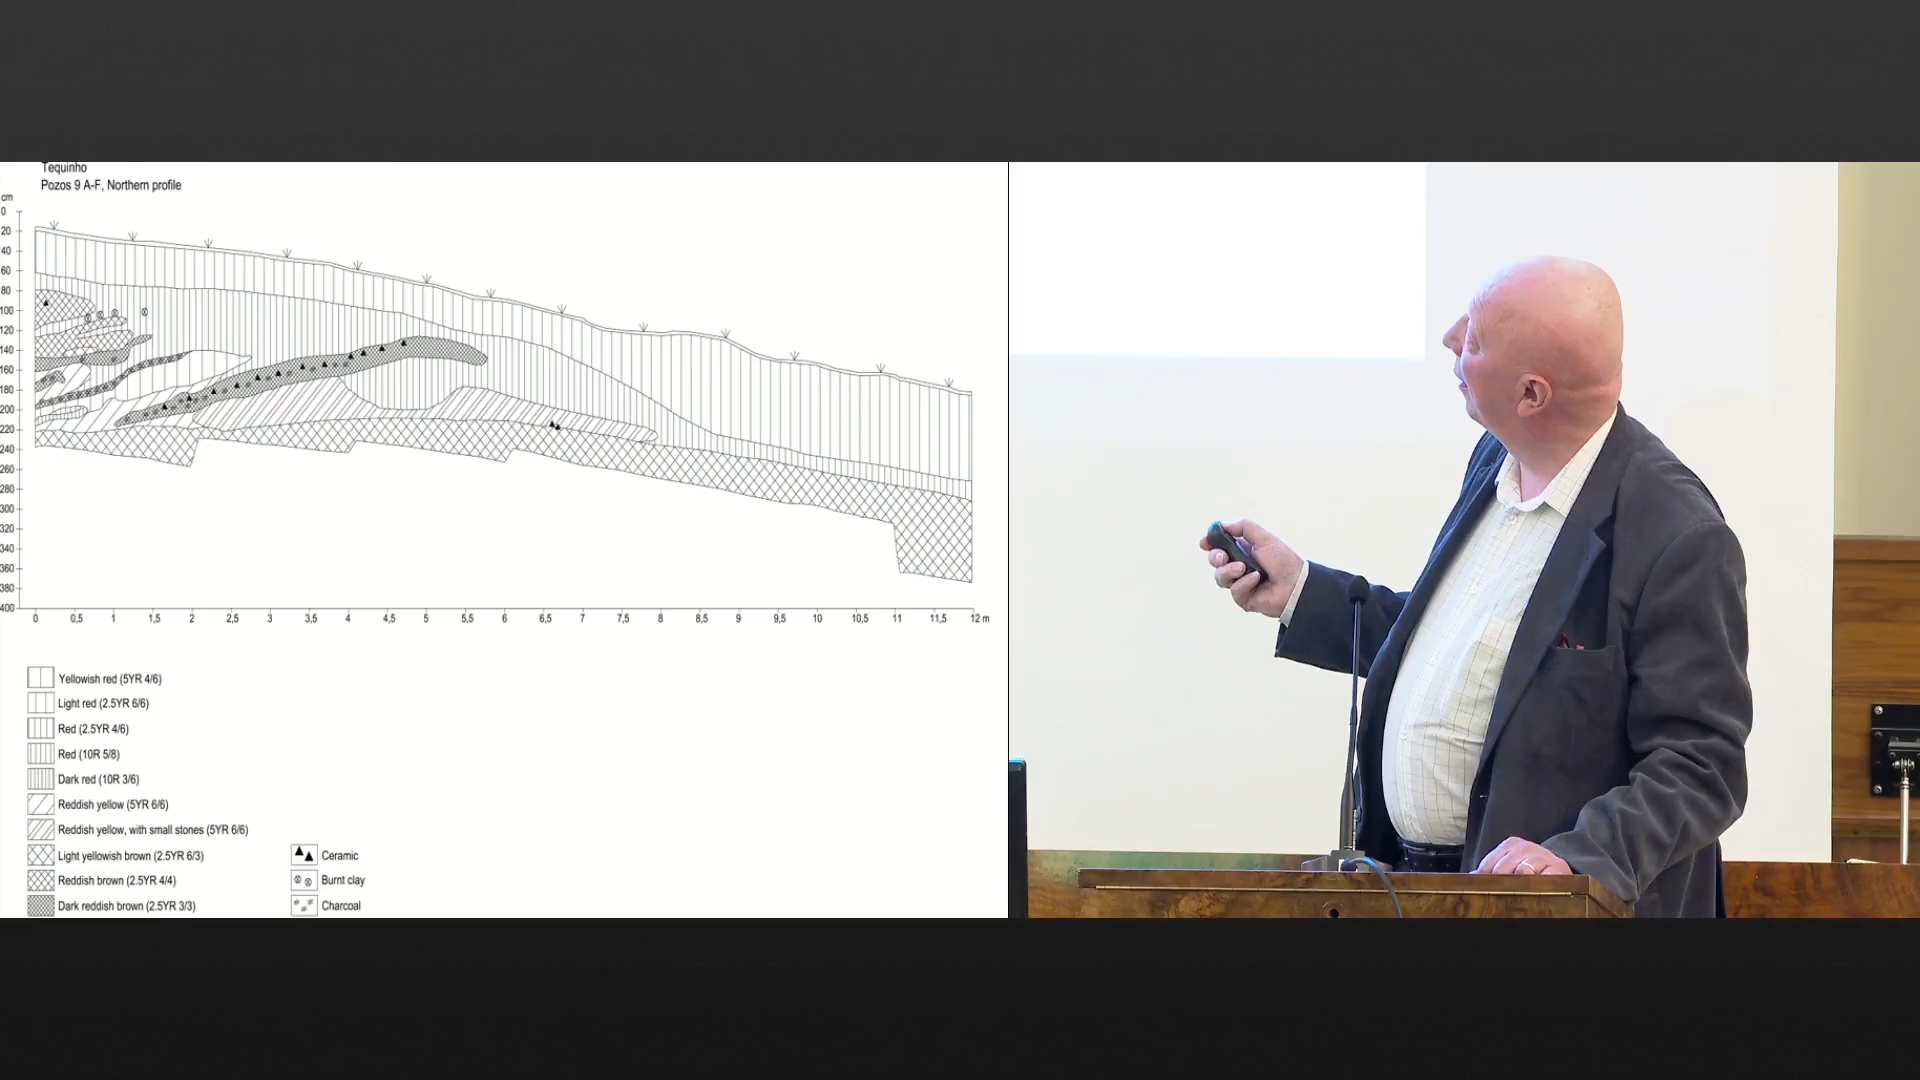 Tequinho
Pozos 9 A-F, Northern profile
cm
0
20
40
60
80
100
120
140
160
180
200
220
240
260
280
300
320
340
360
380
400
0 0,5 1 1,5 2 2,5 3 3,5 4 4,5 5 5,5 6 6,5 7 7,5 8 8,5 9 9,5 10 10,5 11 11,5 12 m
Yellowish red (5YR 4/6)
Light red (2.5YR 6/6)
Red (2.5YR 4/6)
Red (10R 5/8)
Dark red (10R 3/6)
Reddish yellow (5YR 6/6)
Reddish yellow, with small stones (5YR 6/6)
Light yellowish brown (2.5YR 6/3)
Reddish brown (2.5YR 4/4)
Dark reddish brown (2.5YR 3/3)
Ceramic
Burnt clay
Charcoal